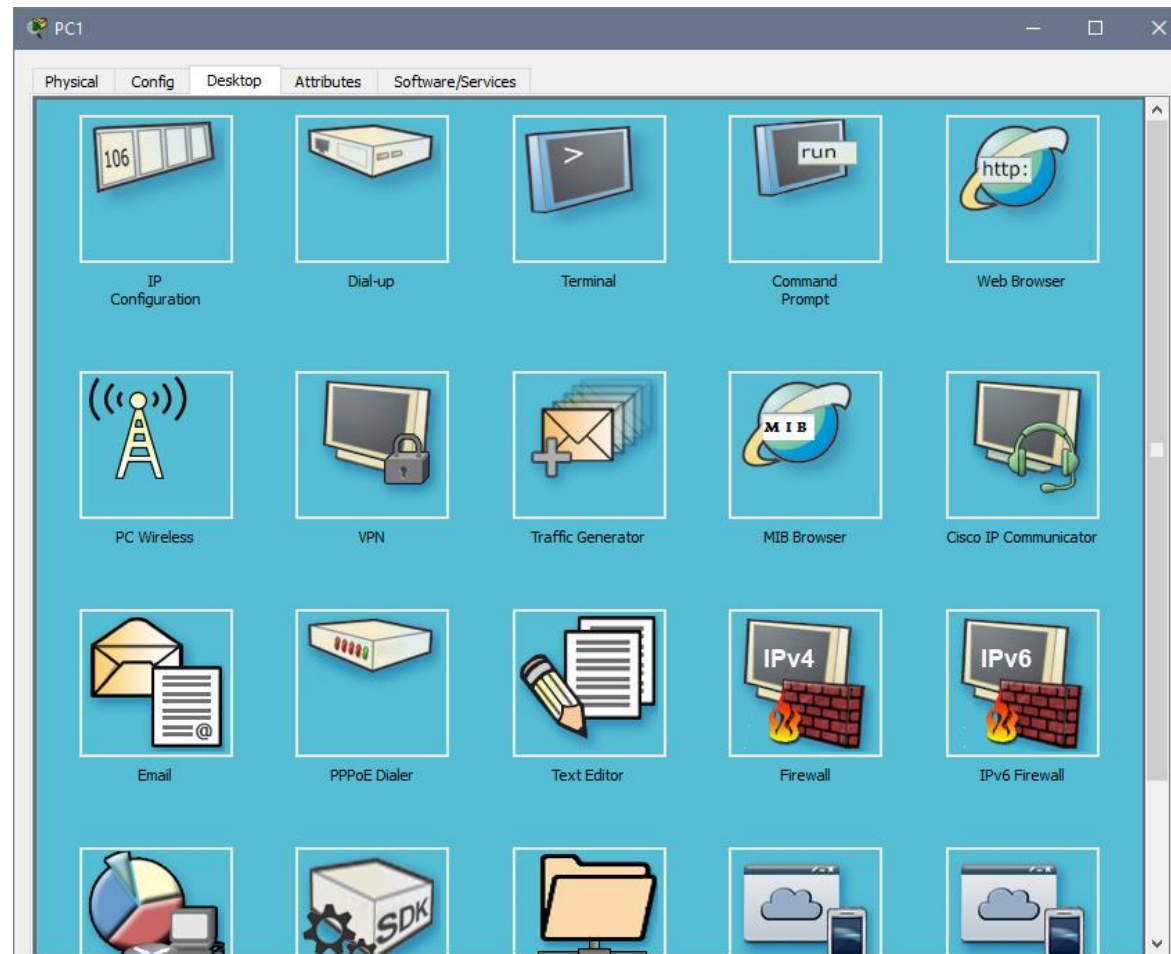 PC1
Physical Config Desktop Attributes Software/Services
106
>
run
http:
IP
Configuration
Dial-up
Terminal
Command
Prompt
Web Browser
MIB
PC Wireless
VPN
Traffic Generator
MIB Browser
Cisco IP Communicator
@
IPv4
IPv6
Email
PPPoE Dialer
Text Editor
Firewall
IPv6 Firewall
SDK